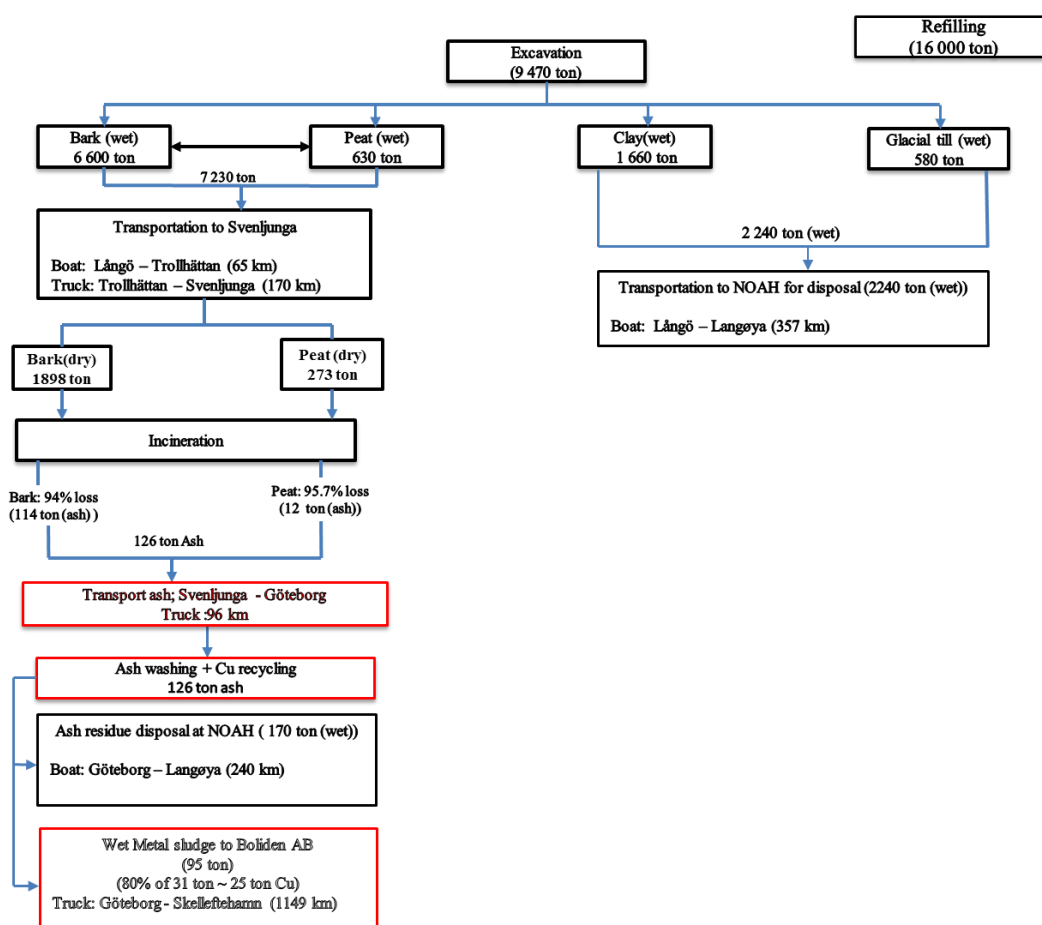 Refilling
(16 000 ton)
Excavation
(9 470 ton)
Bark (wet)
6 600 ton
Peat (wet)
630 ton
Clay(wet)
1 660 ton
Glacial till (wet)
580 ton
7 230 ton
Transportation to Svenljunga
Boat: Långö – Trollhättan (65 km)
Truck: Trollhättan – Svenljunga (170 km)
2 240 ton (wet)
Transportation to NOAH for disposal (2240 ton (wet))
Boat: Långö – Langøya (357 km)
Bark(dry)
1898 ton
Peat (dry)
273 ton
Incineration
Bark: 94% loss
(114 ton (ash) )
Peat: 95.7% loss
(12 ton (ash))
126 ton Ash
Transport ash; Svenljunga - Göteborg
Truck :96 km
Ash washing + Cu recycling
126 ton ash
Ash residue disposal at NOAH ( 170 ton (wet))
Boat: Göteborg – Langøya (240 km)
Wet Metal sludge to Boliden AB
(95 ton)
(80% of 31 ton ~ 25 ton Cu)
Truck: Göteborg - Skelleftehamn (1149 km)